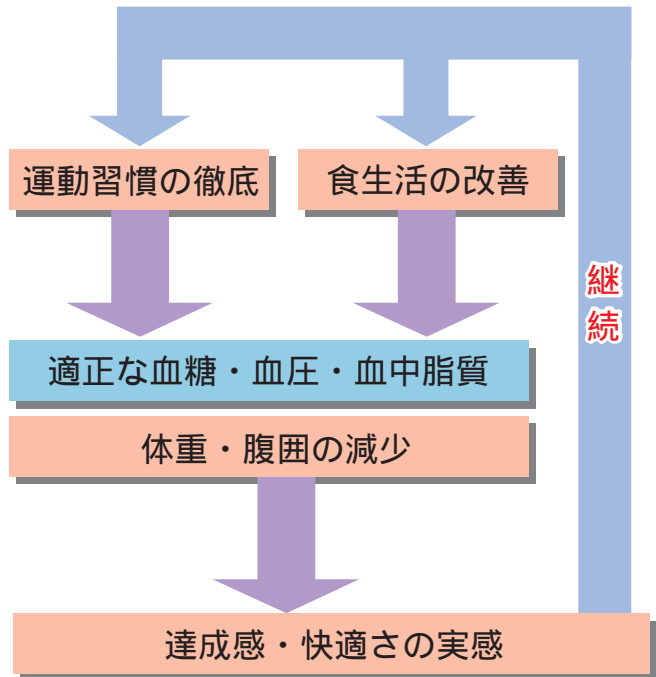 運動習慣の徹底
食生活の改善
継続
適正な血糖・血圧・血中脂質
体重・腹囲の減少
達成感・快適さの実感